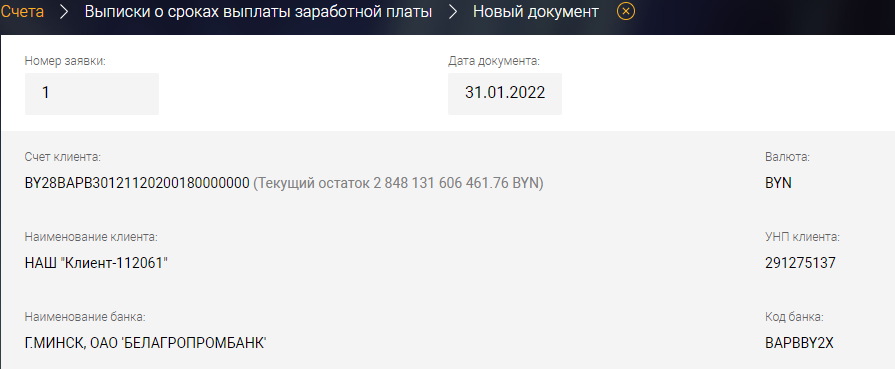 Счета > Выписки о сроках выплаты заработной платы > Новый документ
Номер заявки: Дата документа:
1 31.01.2022
Счет клиента: Валюта:
BY28BAPB30121120200180000000 (Текущий остаток 2 848 131 606 461.76 BYN) BYN
Наименование клиента: УНП клиента:
НАШ "Клиент-112061" 291275137
Наименование банка: Код банка:
Г.МИНСК, ОАО 'БЕЛАГРОПРОМБАНК' BAPBBY2X